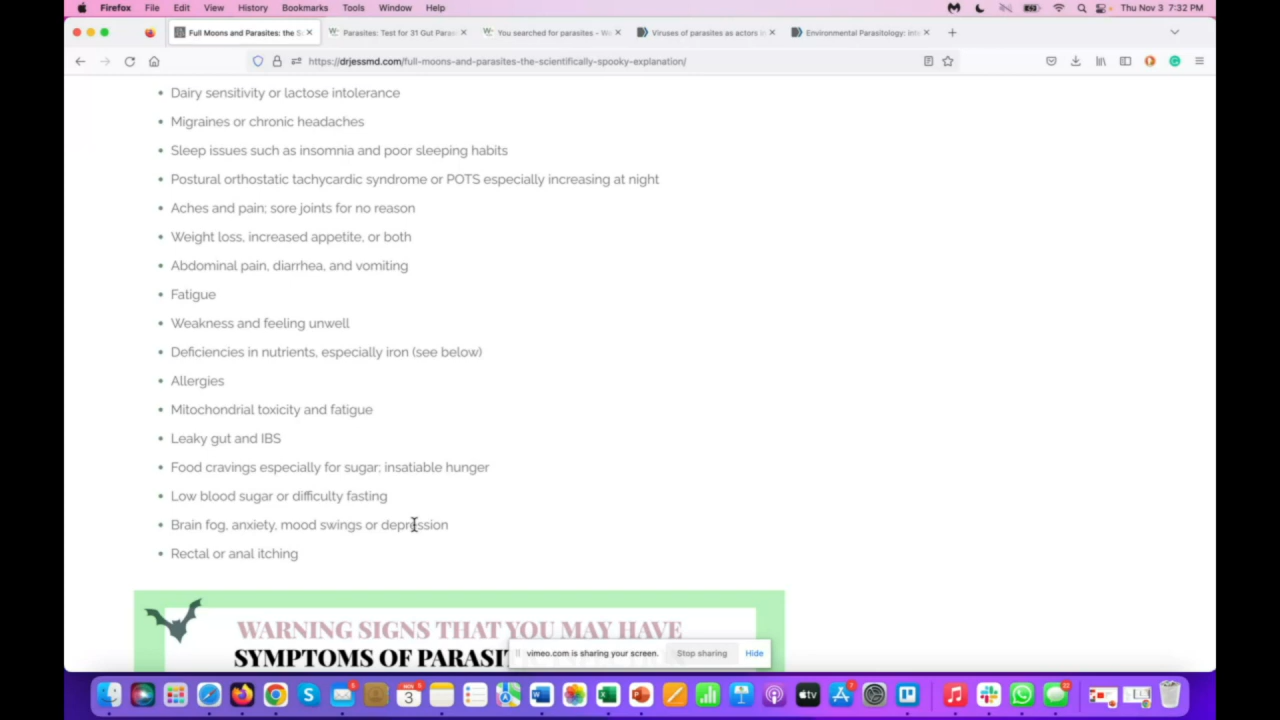 Firefox File Edit View History Bookmarks Tools Window Help Thu Nov 3 7:32 PM
Full Moons and Parasites: the S Parasites: Test for 31 Gut Paras You searched for parasites - W Viruses of parasites as actors i Environmental Parasitology: int
https://drjessmd.com/full-moons-and-parasites-the-scientifically-spooky-explanation/
• Dairy sensitivity or lactose intolerance
• Migraines or chronic headaches
• Sleep issues such as insomnia and poor sleeping habits
• Postural orthostatic tachycardic syndrome or POTS especially increasing at night
• Aches and pain; sore joints for no reason
• Weight loss, increased appetite, or both
• Abdominal pain, diarrhea, and vomiting
• Fatigue
• Weakness and feeling unwell
• Deficiencies in nutrients, especially iron (see below)
• Allergies
• Mitochondrial toxicity and fatigue
• Leaky gut and IBS
• Food cravings especially for sugar; insatiable hunger
• Low blood sugar or difficulty fasting
• Brain fog, anxiety, mood swings or depression
• Rectal or anal itching
WARNING SIGNS THAT YOU MAY HAVE
SYMPTOMS OF PARASI
vimeo.com is sharing your screen. Stop sharing Hide
NOV
3
tv